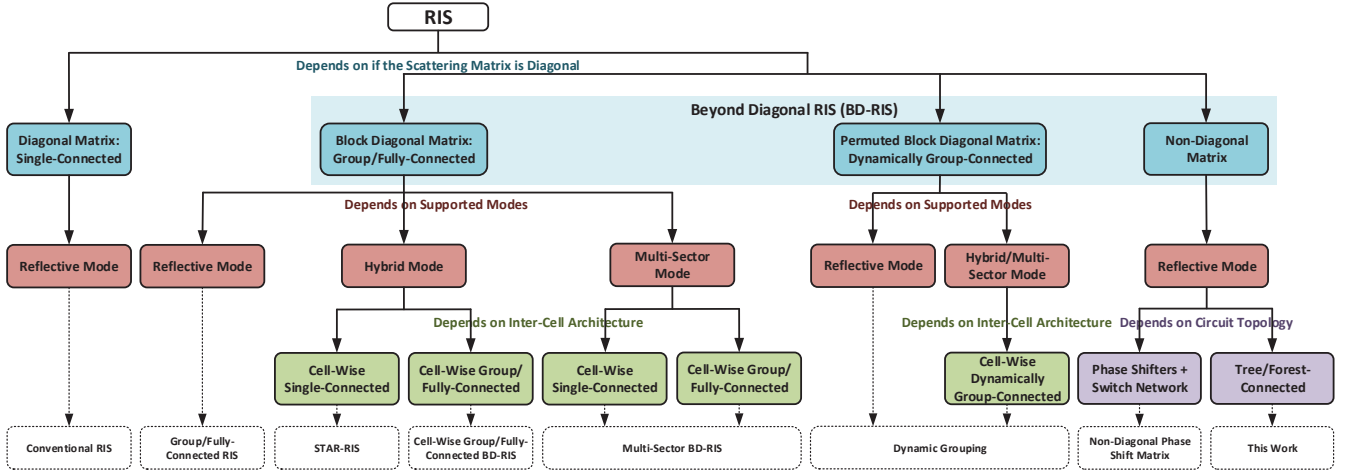 RIS
Depends on if the Scattering Matrix is Diagonal
Beyond Diagonal RIS (BD-RIS)
Diagonal Matrix:
Single-Connected
Block Diagonal Matrix:
Group/Fully-Connected
Permuted Block Diagonal Matrix:
Dynamically Group-Connected
Non-Diagonal
Matrix
Depends on Supported Modes
Depends on Supported Modes
Reflective Mode
Reflective Mode
Hybrid Mode
Multi-Sector
Mode
Reflective Mode
Hybrid/Multi-
Sector Mode
Reflective Mode
Depends on Inter-Cell Architecture
Depends on Inter-Cell Architecture
Depends on Circuit Topology
Cell-Wise
Single-Connected
Cell-Wise Group/
Fully-Connected
Cell-Wise
Single-Connected
Cell-Wise Group/
Fully-Connected
Cell-Wise
Dynamically
Group-Connected
Phase Shifters +
Switch Network
Tree/Forest-
Connected
Conventional RIS
Group/Fully-
Connected RIS
STAR-RIS
Cell-Wise Group/Fully-
Connected BD-RIS
Multi-Sector BD-RIS
Dynamic Grouping
Non-Diagonal Phase
Shift Matrix
This Work